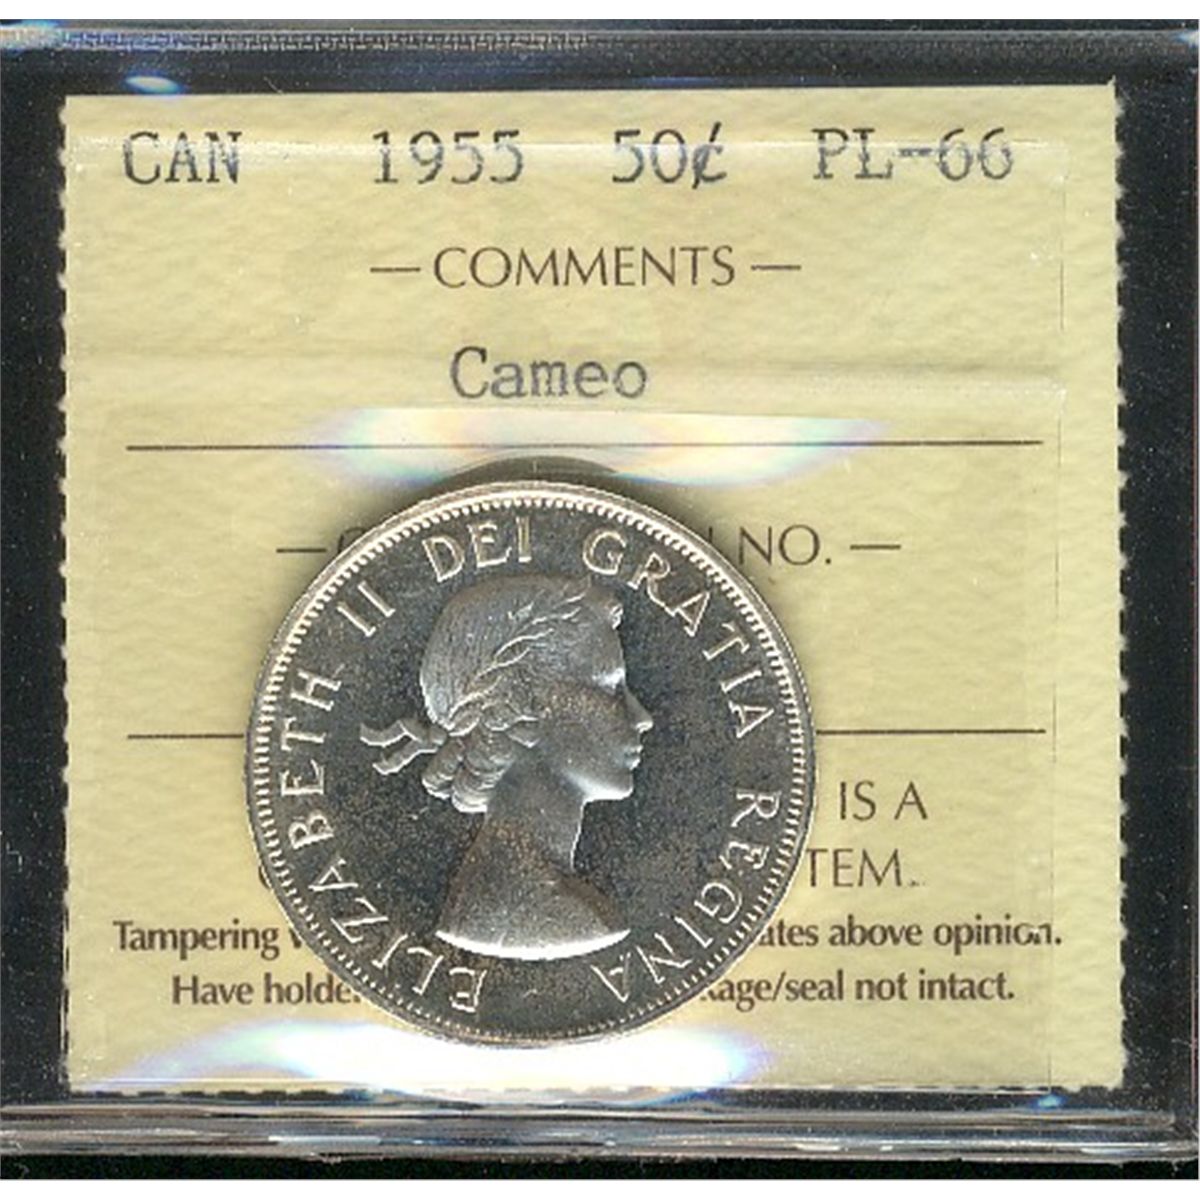 CAN 1955 50¢ PL-66
— COMMENTS —
Cameo
NO. —
IS A
Tampering ates above opinion.
Have holde kage/seal not intact.
ELIZABETH II DEI GRATIA REGINA